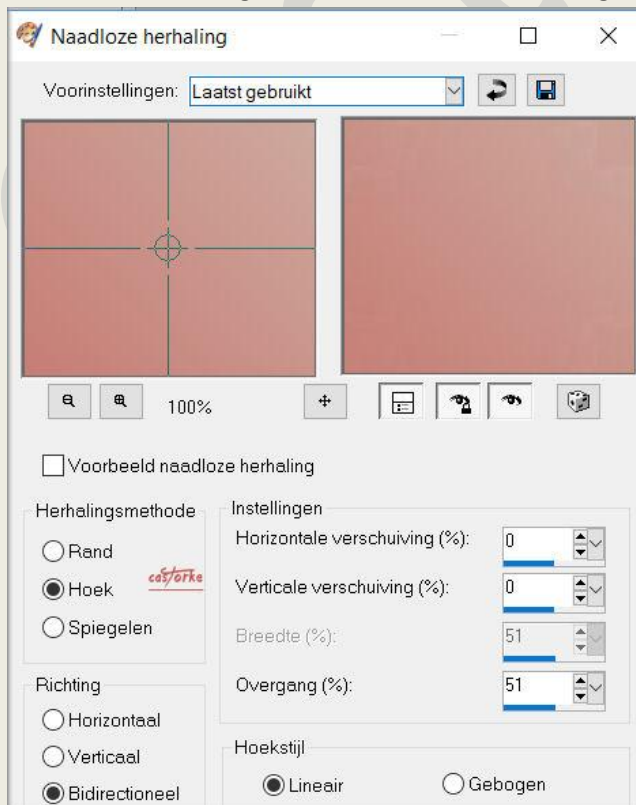 Naadloze herhaling
Voorinstellingen: Laatst gebruikt
100%
Voorbeeld naadloze herhaling
Herhalingsmethode
Rand
Hoek
Spiegelen
castorke
Instellingen
Horizontale verschuiving (%): 0
Verticale verschuiving (%): 0
Breedte (%): 51
Overgang (%): 51
Richting
Horizontaal
Verticaal
Bidirectioneel
Hoekstijl
Lineair
Gebogen